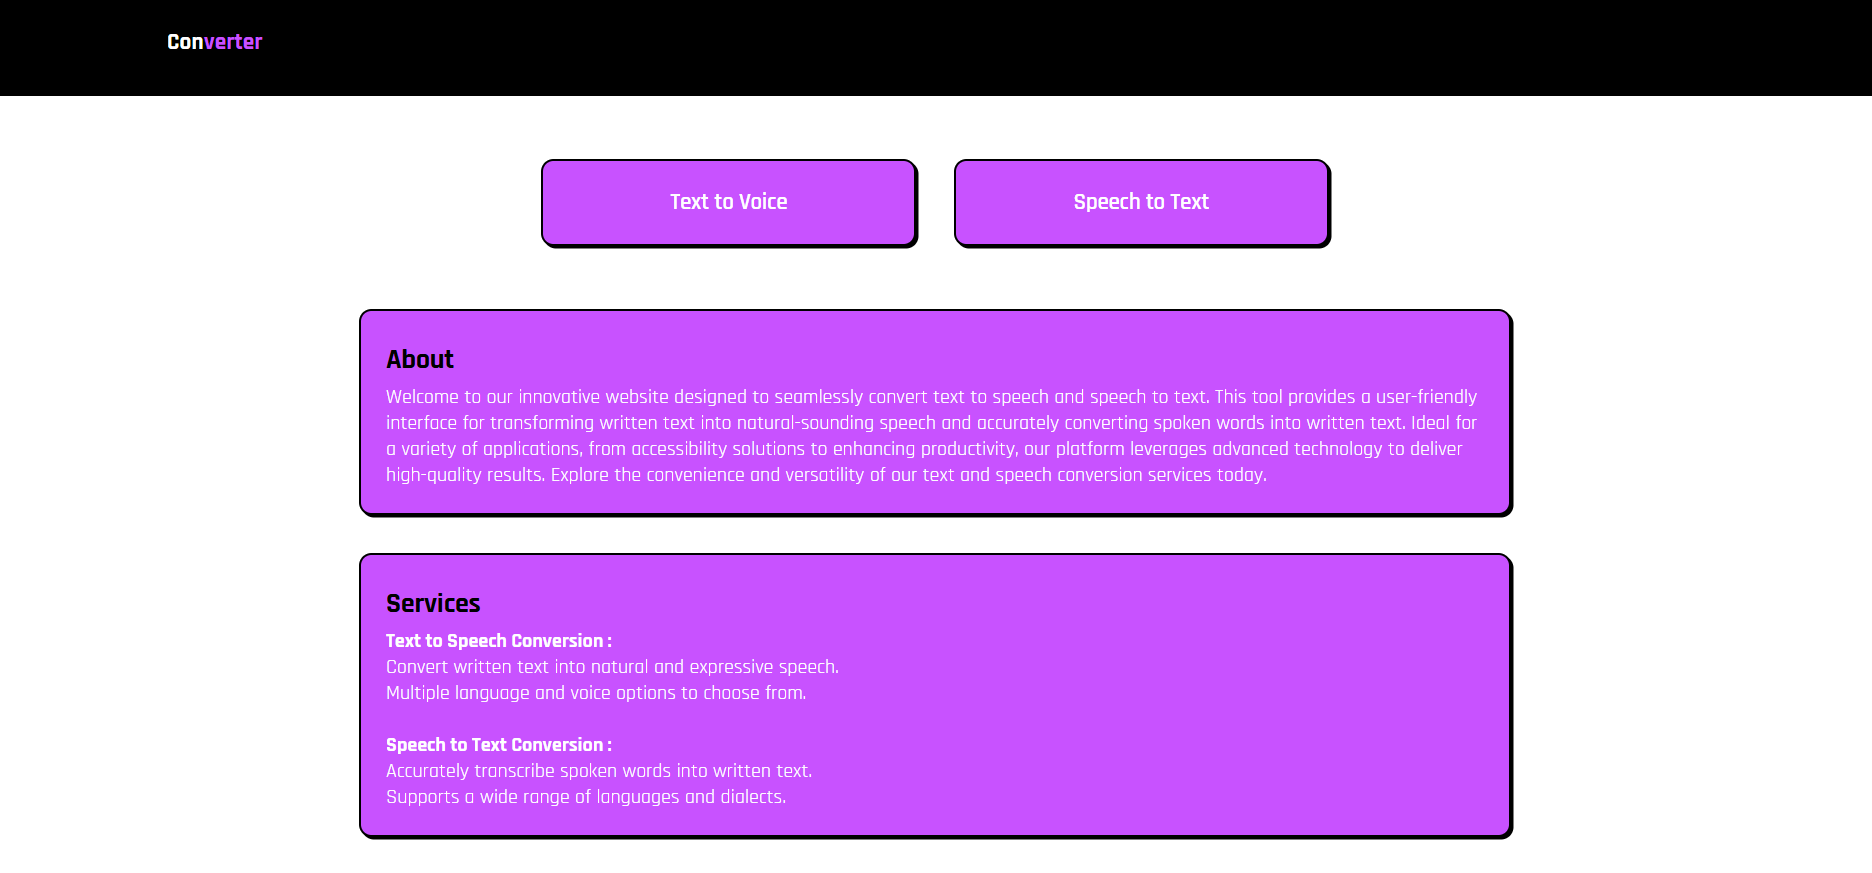 Converter
Text to Voice
Speech to Text
About
Welcome to our innovative website designed to seamlessly convert text to speech and speech to text. This tool provides a user-friendly
interface for transforming written text into natural-sounding speech and accurately converting spoken words into written text. Ideal for
a variety of applications, from accessibility solutions to enhancing productivity, our platform leverages advanced technology to deliver
high-quality results. Explore the convenience and versatility of our text and speech conversion services today.
Services
Text to Speech Conversion :
Convert written text into natural and expressive speech.
Multiple language and voice options to choose from.
Speech to Text Conversion :
Accurately transcribe spoken words into written text.
Supports a wide range of languages and dialects.